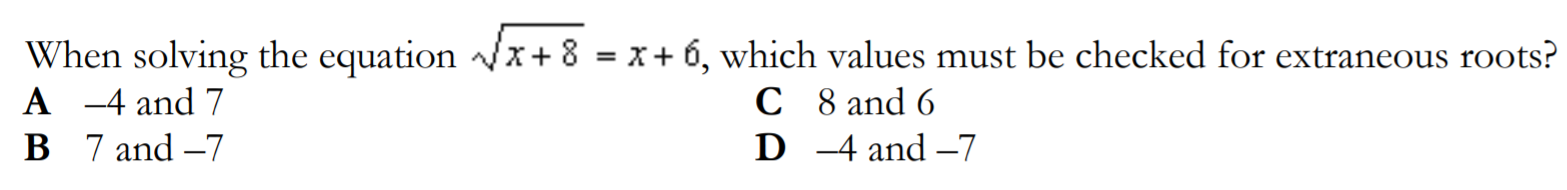 When solving the equation √x + 8 = x + 6, which values must be checked for extraneous roots?
A –4 and 7 C 8 and 6
B 7 and –7 D –4 and –7